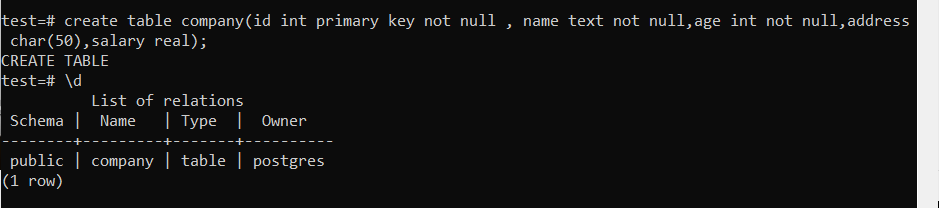 test=# create table company(id int primary key not null , name text not null,age int not null,address
 char(50),salary real);
CREATE TABLE
test=# \d
          List of relations
 Schema |  Name   | Type  |  Owner
--------+---------+-------+----------
 public | company | table | postgres
(1 row)